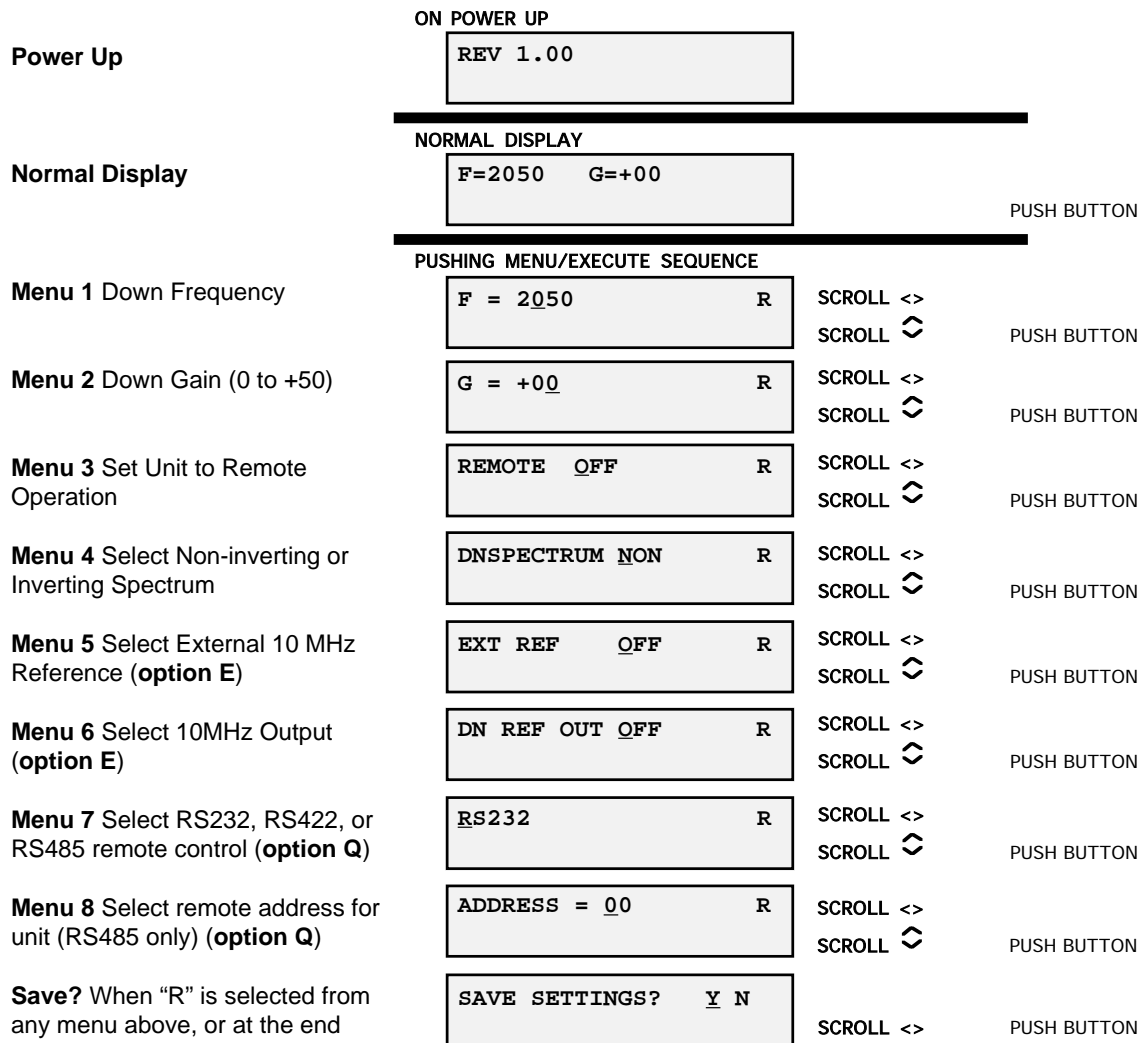 ON POWER UP
Power Up
REV 1.00
NORMAL DISPLAY
Normal Display
F=2050 G=+00
PUSH BUTTON
PUSHING MENU/EXECUTE SEQUENCE
Menu 1 Down Frequency
F = 2050 R
SCROLL <>
SCROLL
PUSH BUTTON
Menu 2 Down Gain (0 to +50)
G = +00 R
SCROLL <>
SCROLL
PUSH BUTTON
Menu 3 Set Unit to Remote
Operation
REMOTE OFF R
SCROLL <>
SCROLL
PUSH BUTTON
Menu 4 Select Non-inverting or
Inverting Spectrum
DNSPECTRUM NON R
SCROLL <>
SCROLL
PUSH BUTTON
Menu 5 Select External 10 MHz
Reference (option E)
EXT REF OFF R
SCROLL <>
SCROLL
PUSH BUTTON
Menu 6 Select 10MHz Output
(option E)
DN REF OUT OFF R
SCROLL <>
SCROLL
PUSH BUTTON
Menu 7 Select RS232, RS422, or
RS485 remote control (option Q)
RS232 R
SCROLL <>
SCROLL
PUSH BUTTON
Menu 8 Select remote address for
unit (RS485 only) (option Q)
ADDRESS = 00 R
SCROLL <>
SCROLL
PUSH BUTTON
Save? When “R” is selected from
any menu above, or at the end
SAVE SETTINGS? Y N
SCROLL <>
PUSH BUTTON